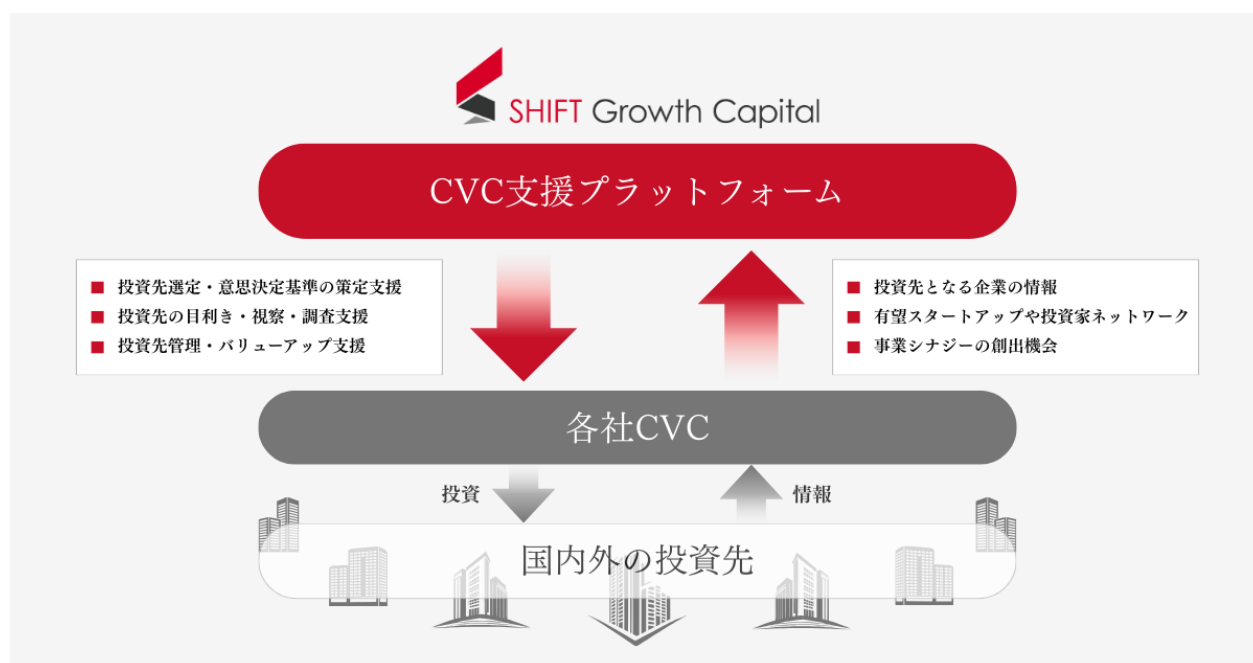 SHIFT Growth Capital
CVC支援プラットフォーム
投資先選定・意思決定基準の策定支援
投資先の目利き・視察・調査支援
投資先管理・バリューアップ支援
投資先となる企業の情報
有望スタートアップや投資家ネットワーク
事業シナジーの創出機会
各社CVC
投資
情報
国内外の投資先